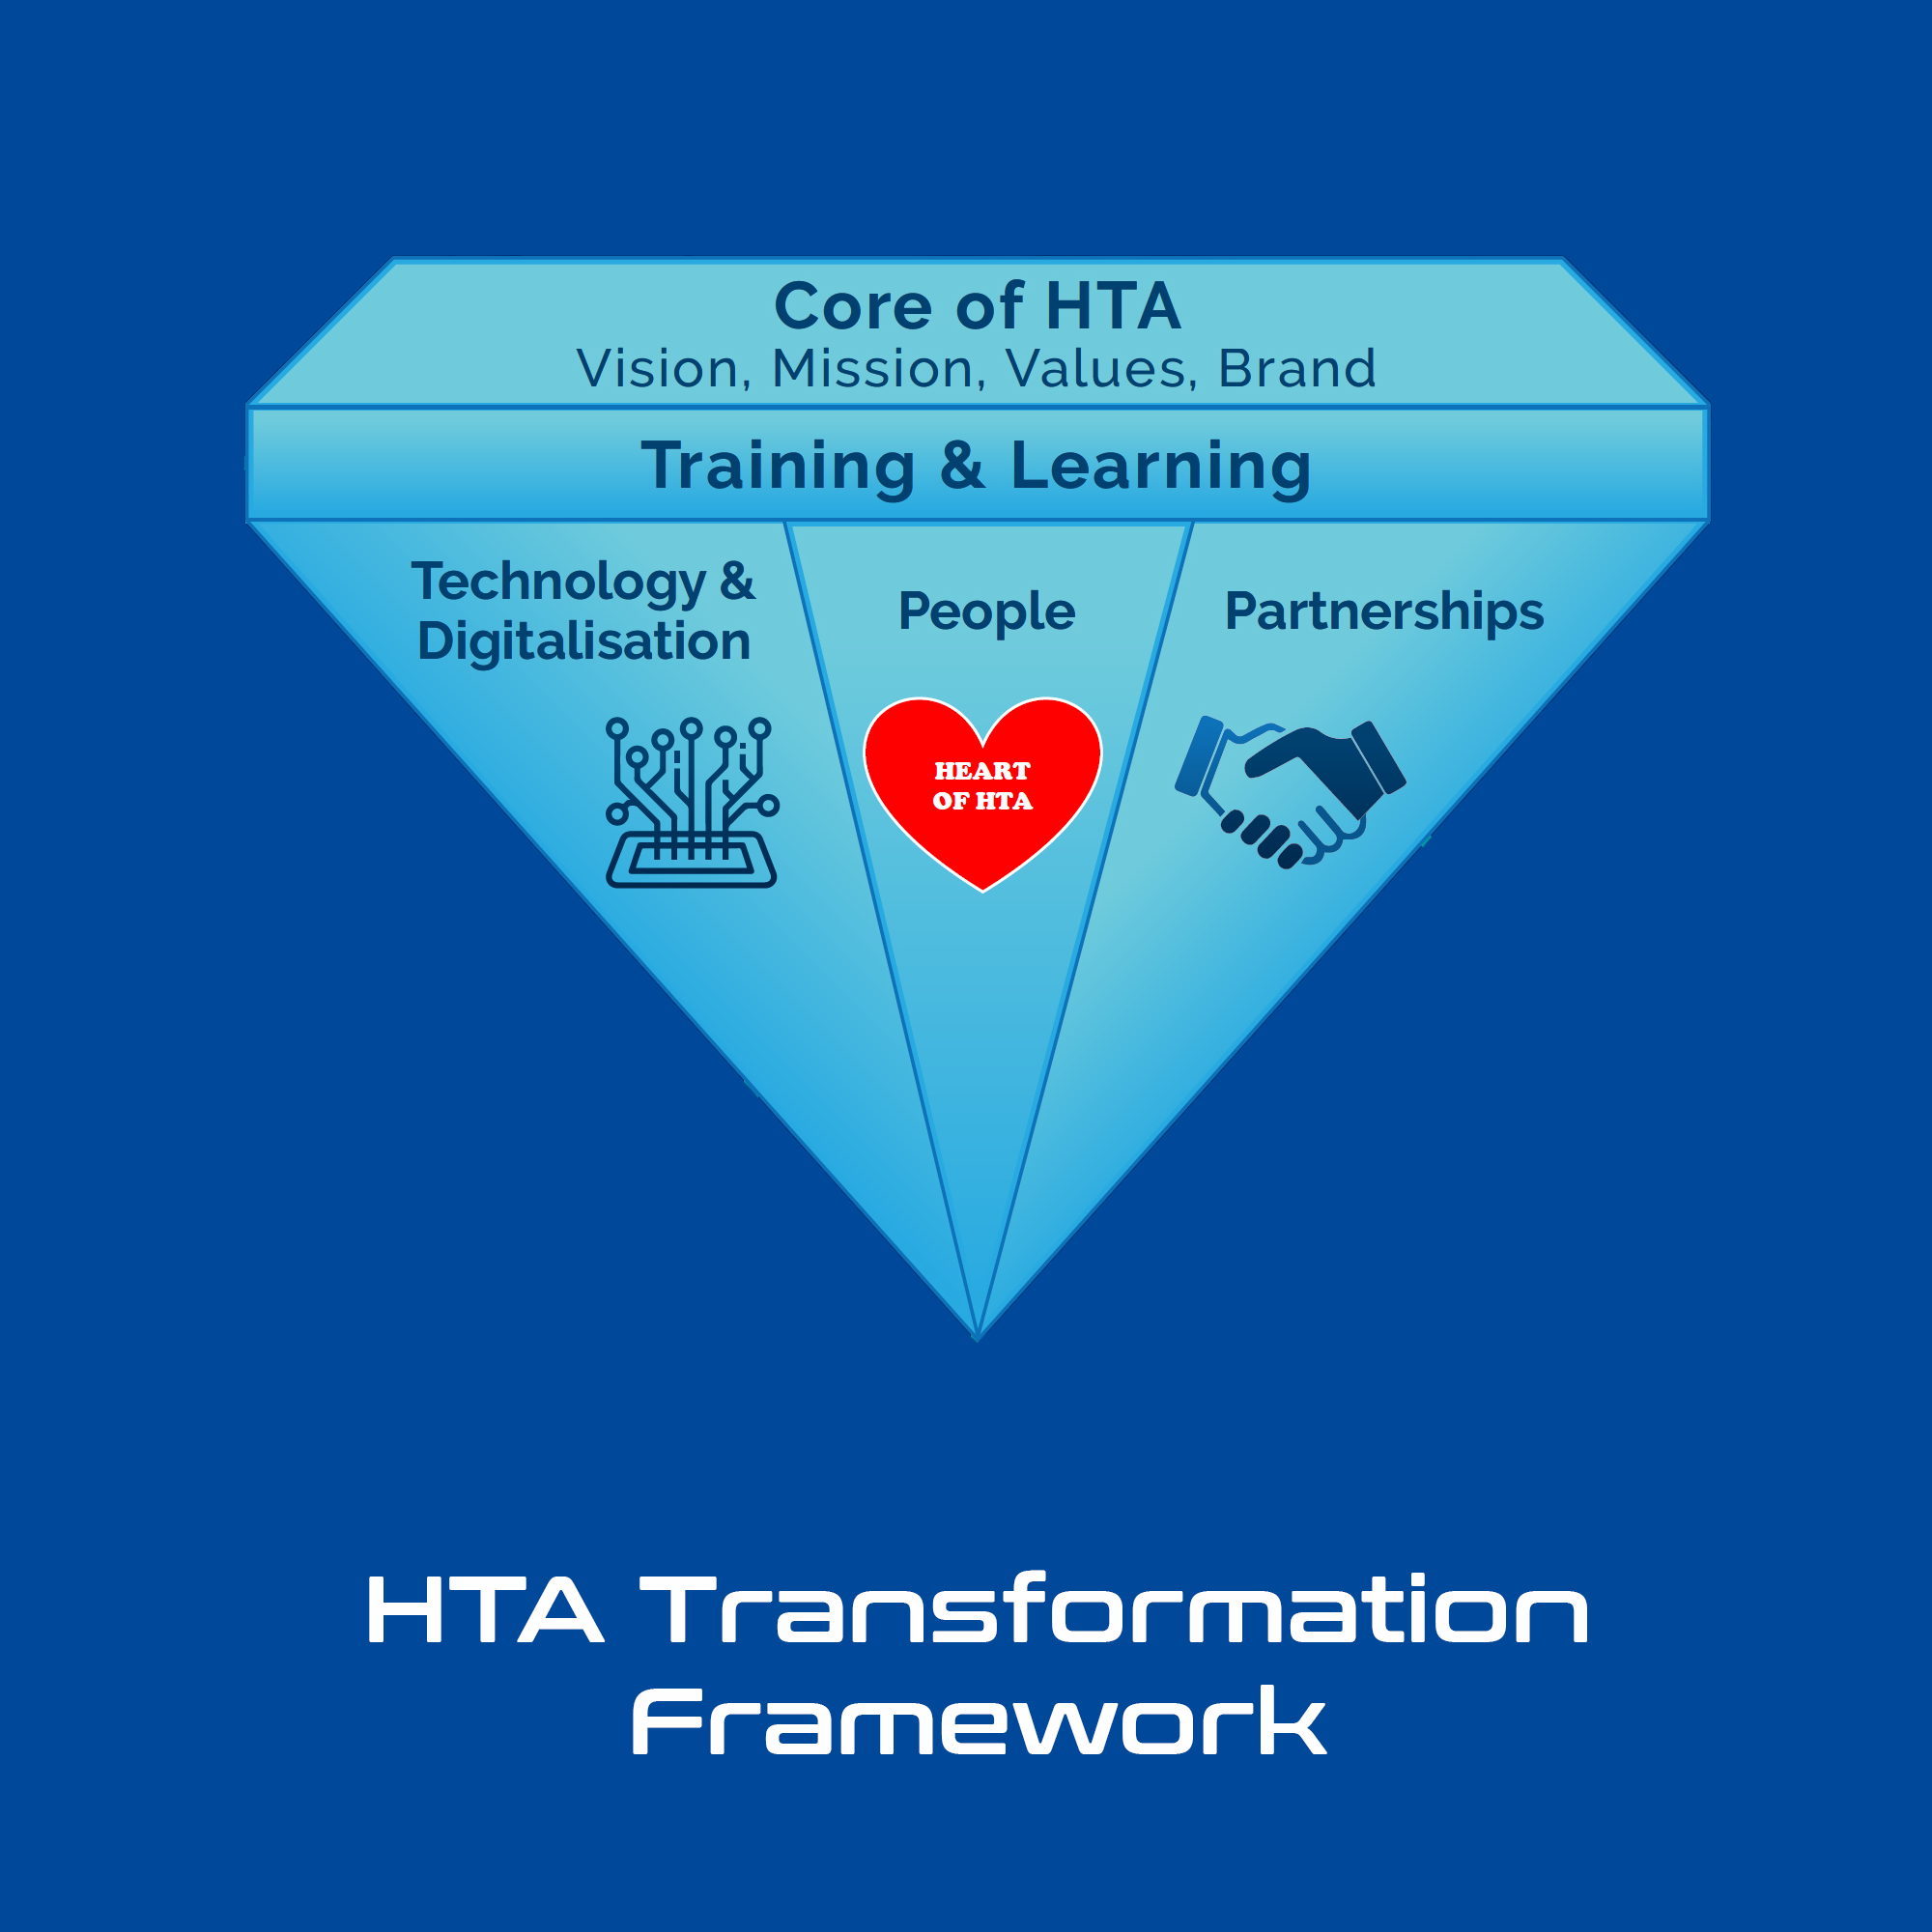 Core of HTA
Vision, Mission, Values, Brand
Training & Learning
Technology &
Digitalisation
People
Partnerships
HEART
OF HTA
HTA Transformation
Framework